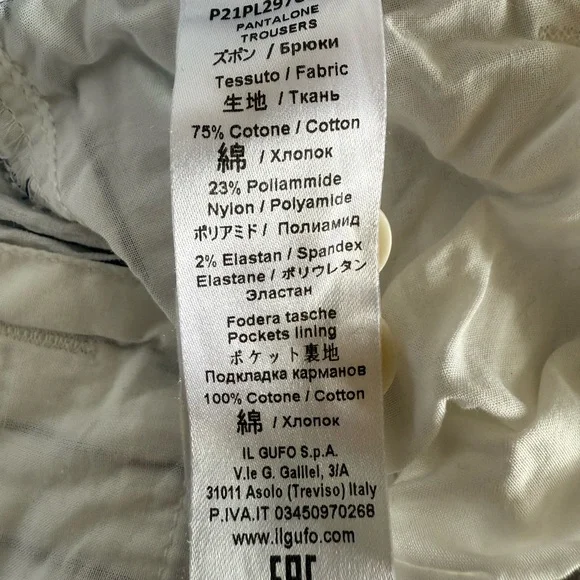 PANTALONE
TROUSERS
ズボン / Брюки
Tessuto / Fabric
生地 / Ткань
75% Cotone / Cotton
綿 / Хлопок
23% Poliammide
Nylon / Polyamide
ポリアミド / Полиамид
2% Elastan / Spandex
Elastane / ポリウレタン
Эластан
Fodera tasche
Pockets lining
ポケット裏地
Подкладка карманов
100% Cotone / Cotton
綿 / Хлопок
IL GUFO S.p.A.
V.le G. Galilei, 3/A
31011 Asolo (Treviso) Italy
P.IVA.IT 03450970268
www.ilgufo.com
EAC